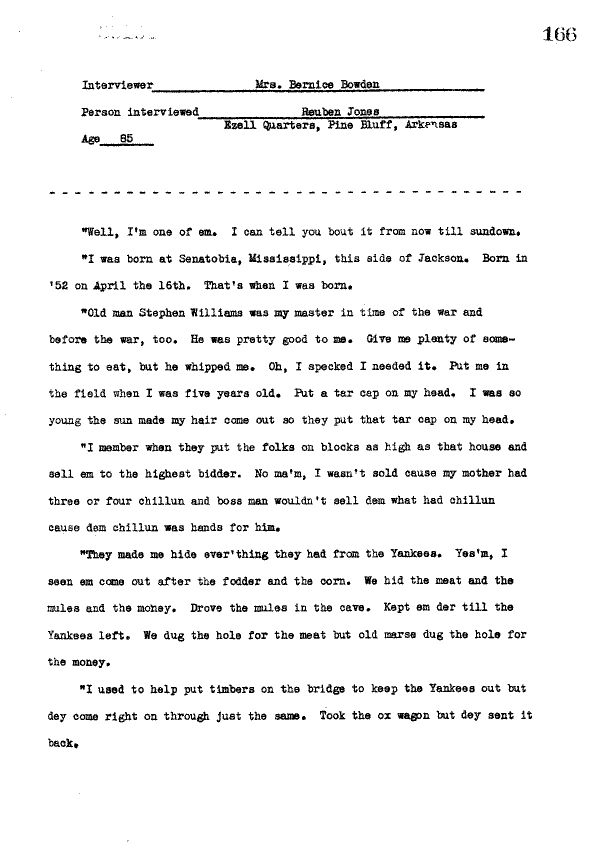 166
Interviewer Mrs. Bernice Bowden
Person interviewed Reuben Jones
Ezell Quarters, Pine Bluff, Arkansas
Age 85
- - - - - - - - - - - - - - - - - - - - - - - - - - - - - - - - - - - - -
"Well, I'm one of em. I can tell you bout it from now till sundown.
"I was born at Senatobia, Mississippi, this side of Jackson. Born in
'52 on April the 16th. That's when I was born.
"Old man Stephen Williams was my master in time of the war and
before the war, too. He was pretty good to me. Give me plenty of some-
thing to eat, but he whipped me. Oh, I specked I needed it. Put me in
the field when I was five years old. Put a tar cap on my head. I was so
young the sun made my hair come out so they put that tar cap on my head.
"I member when they put the folks on blocks as high as that house and
sell em to the highest bidder. No ma'm, I wasn't sold cause my mother had
three or four chillun and boss man wouldn't sell dem what had chillun
cause dem chillun was hands for him.
"They made me hide ever'thing they had from the Yankees. Yes'm, I
seen em come out after the fodder and the corn. We hid the meat and the
mules and the money. Drove the mules in the cave. Kept em der till the
Yankees left. We dug the hole for the meat but old marse dug the hole for
the money.
"I used to help put timbers on the bridge to keep the Yankees out but
dey come right on through just the same. Took the ox wagon but dey sent it
back.